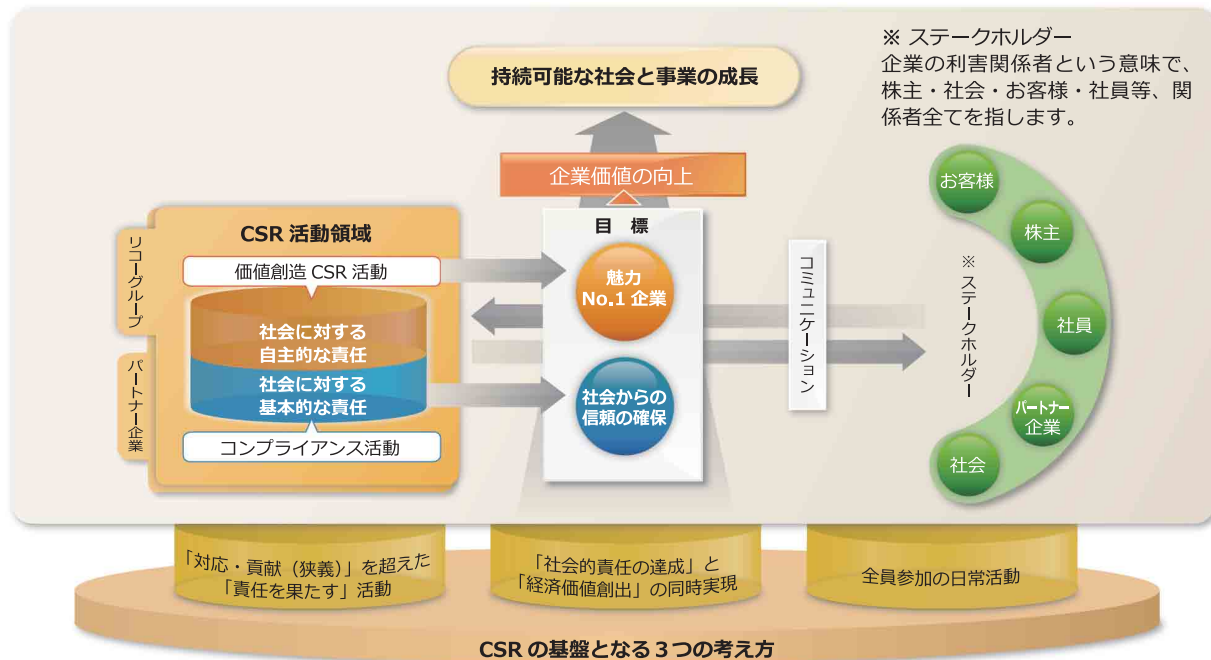 持続可能な社会と事業の成長
※ ステークホルダー
企業の利害関係者という意味で、
株主・社会・お客様・社員等、関
係者全てを指します。
企業価値の向上
リコーグループ
パートナー企業
CSR 活動領域
価値創造 CSR 活動
社会に対する
自主的な責任
社会に対する
基本的な責任
コンプライアンス活動
目 標
魅力
No.1 企業
社会からの
信頼の確保
コミュニケーション
※ ステークホルダー
お客様
株主
社員
パートナー
企業
社会
「対応・貢献（狭義）」を超えた
「責任を果たす」活動
「社会的責任の達成」と
「経済価値創出」の同時実現
全員参加の日常活動
CSR の基盤となる３つの考え方